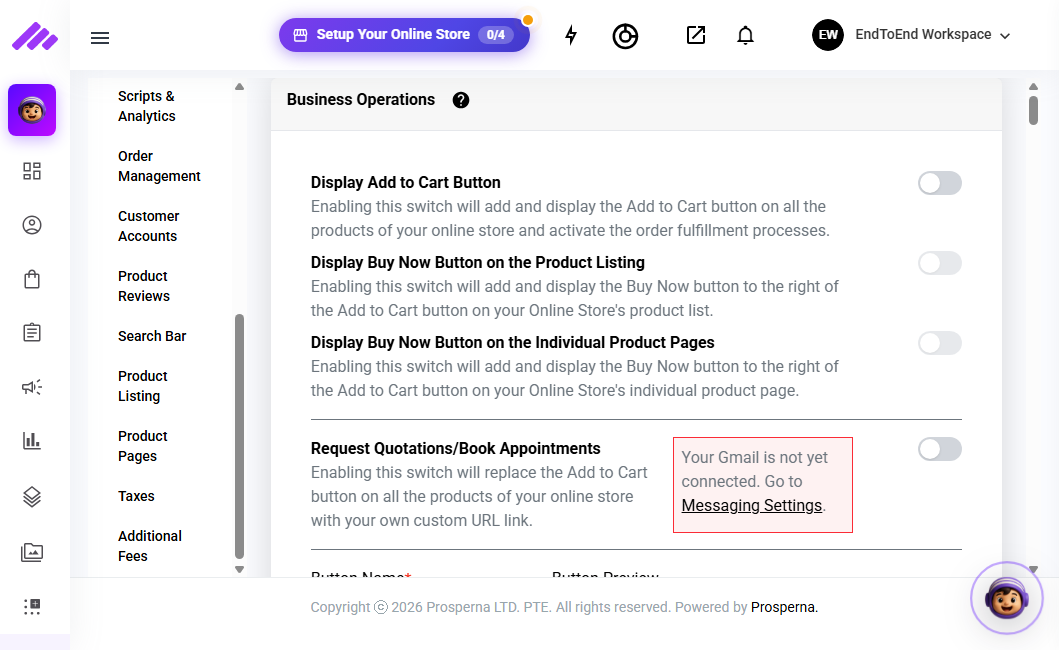 Setup Your Online Store 0/4
EW EndToEnd Workspace
Scripts &
Analytics
Order
Management
Customer
Accounts
Product
Reviews
Search Bar
Product
Listing
Product
Pages
Taxes
Additional
Fees
Business Operations ?
Display Add to Cart Button
Enabling this switch will add and display the Add to Cart button on all the
products of your online store and activate the order fulfillment processes.
Display Buy Now Button on the Product Listing
Enabling this switch will add and display the Buy Now button to the right of
the Add to Cart button on your Online Store's product list.
Display Buy Now Button on the Individual Product Pages
Enabling this switch will add and display the Buy Now button to the right of
the Add to Cart button on your Online Store's individual product page.
Request Quotations/Book Appointments
Enabling this switch will replace the Add to Cart
button on all the products of your online store
with your own custom URL link.
Your Gmail is not yet
connected. Go to
Messaging Settings.
Button Name* Button Preview
Copyright © 2026 Prosperna LTD. PTE. All rights reserved. Powered by Prosperna.